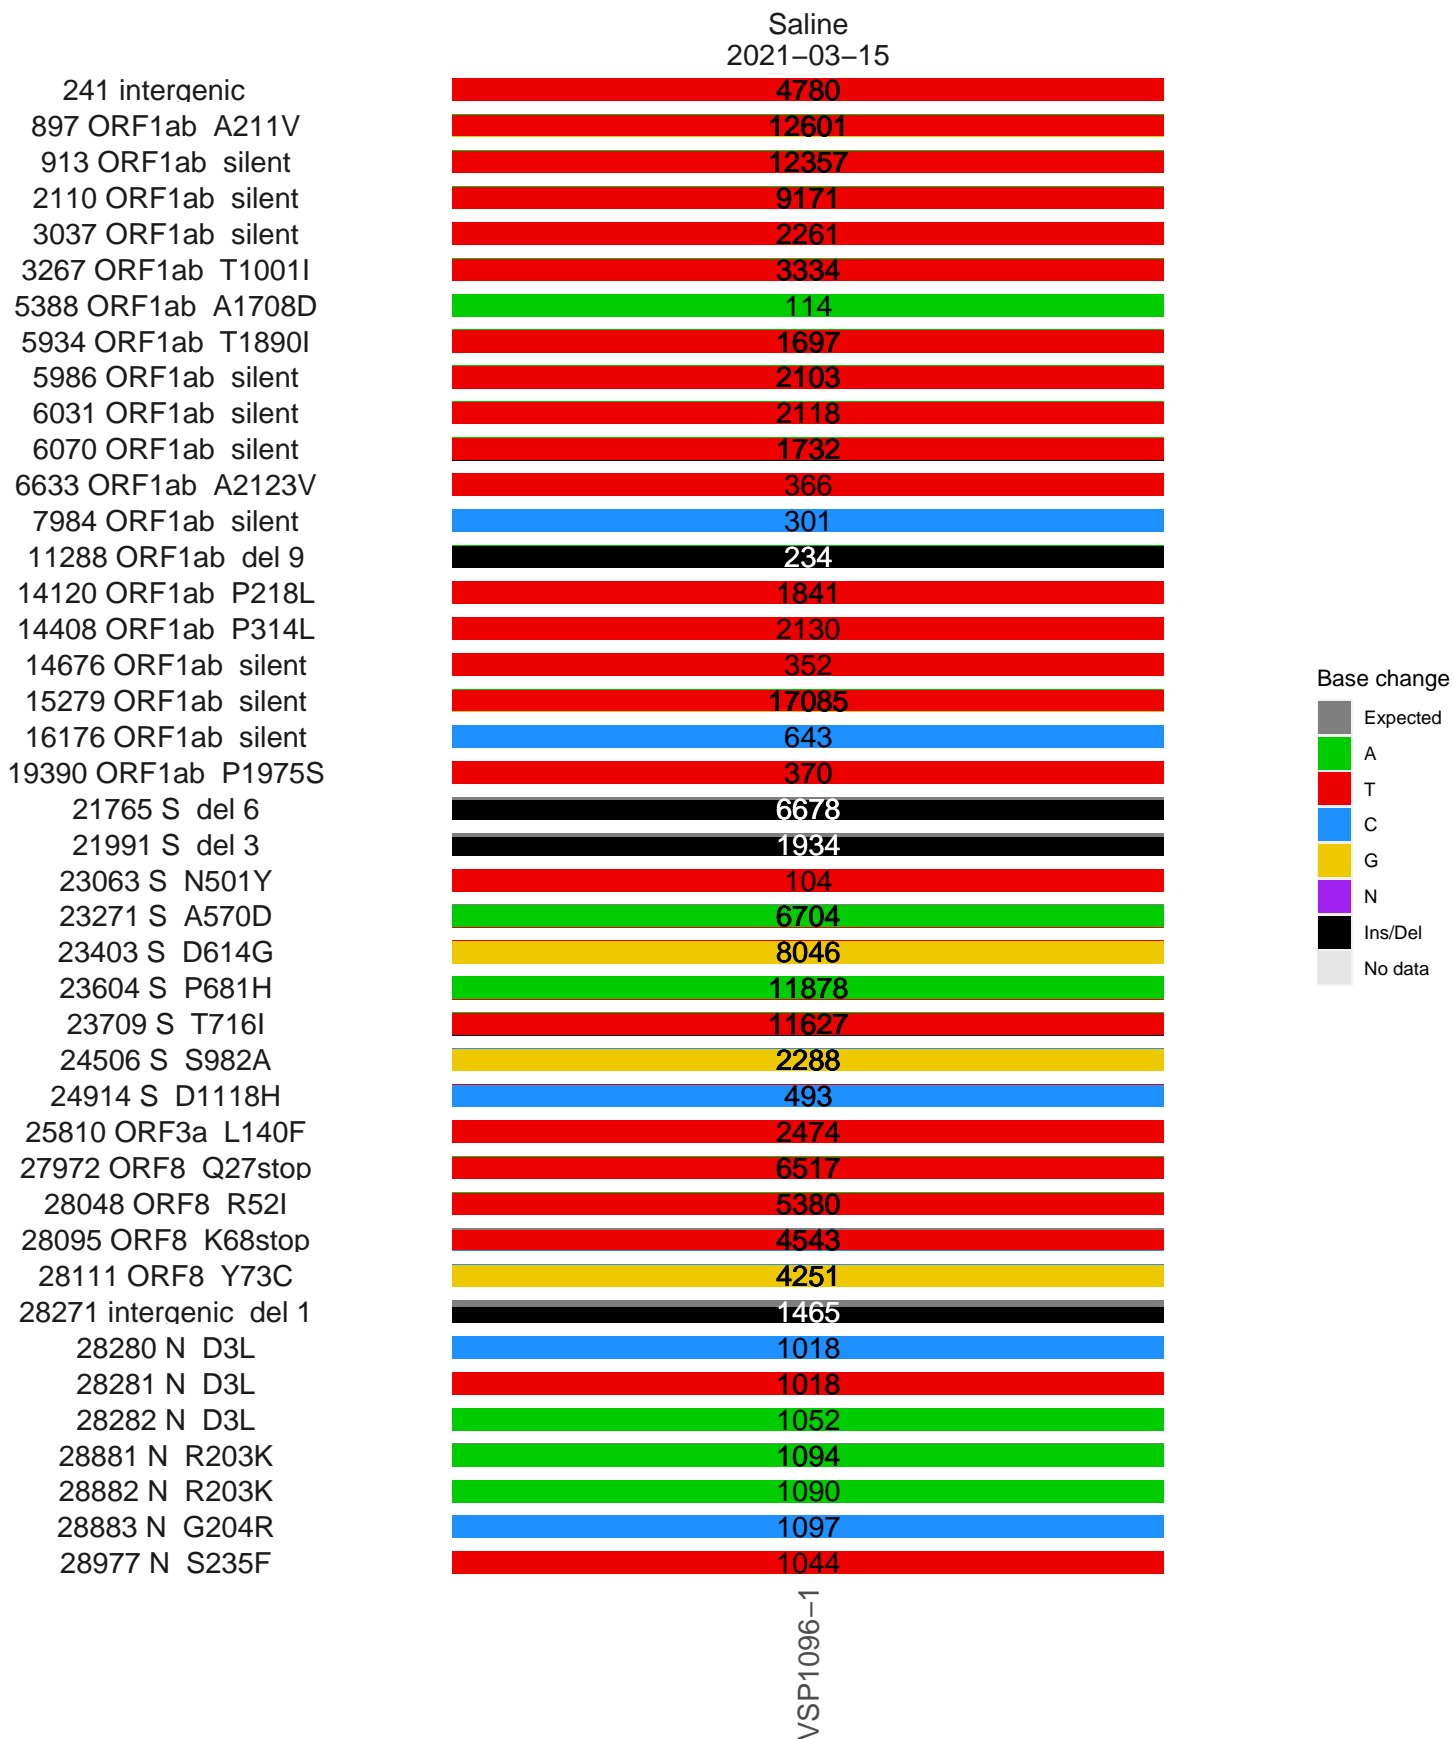 Saline
2021−03−15
241 intergenic 4780
897 ORF1ab A211V 12601
913 ORF1ab silent 12357
2110 ORF1ab silent 9171
3037 ORF1ab silent 2261
3267 ORF1ab T1001I 3334
5388 ORF1ab A1708D 114
5934 ORF1ab T1890I 1697
5986 ORF1ab silent 2103
6031 ORF1ab silent 2118
6070 ORF1ab silent 1732
6633 ORF1ab A2123V 366
7984 ORF1ab silent 301
11288 ORF1ab del 9 234
14120 ORF1ab P218L 1841
14408 ORF1ab P314L 2130
14676 ORF1ab silent 352
15279 ORF1ab silent 17085
16176 ORF1ab silent 643
19390 ORF1ab P1975S 370
21765 S del 6 6678
21991 S del 3 1934
23063 S N501Y 104
23271 S A570D 6704
23403 S D614G 8046
23604 S P681H 11878
23709 S T716I 11627
24506 S S982A 2288
24914 S D1118H 493
25810 ORF3a L140F 2474
27972 ORF8 Q27stop 6517
28048 ORF8 R52I 5380
28095 ORF8 K68stop 4543
28111 ORF8 Y73C 4251
28271 intergenic del 1 1465
28280 N D3L 1018
28281 N D3L 1018
28282 N D3L 1052
28881 N R203K 1094
28882 N R203K 1090
28883 N G204R 1097
28977 N S235F 1044
VSP1096−1
Base change
Expected
A
T
C
G
N
Ins/Del
No data